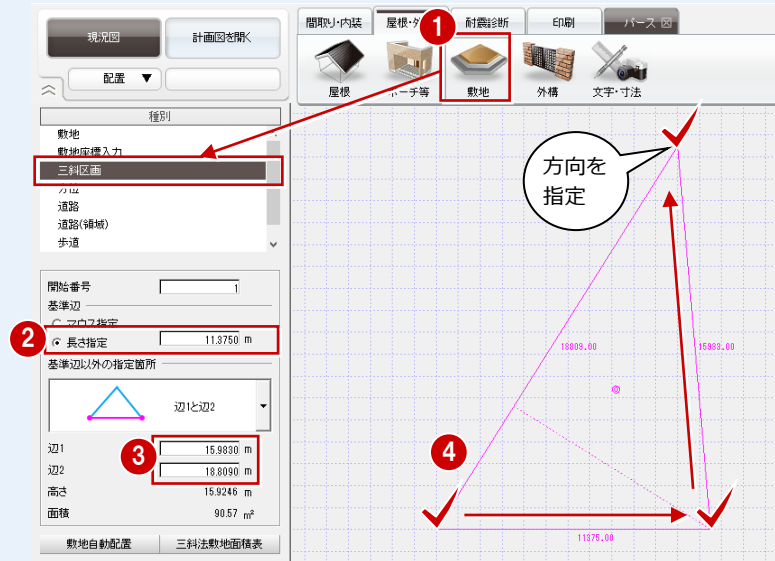 現況図
計画図を開く
配置 ▼
間取り・内装
屋根・
耐震診断
印刷
パース
1
屋根
ポーチ等
敷地
外構
文字・寸法
種別
敷地
敷地座標入力
三斜区画
方位
道路
道路(領域)
歩道
開始番号 1
基準辺
マウス指定
2
長さ指定 11.3750 m
基準辺以外の指定箇所
辺1と辺2
3
辺1 15.9830 m
辺2 18.8090 m
高さ 15.9246 m
面積 90.57 m²
敷地自動配置
三斜法敷地面積表
方向を
指定
18809.00
15983.00
4
11375.00